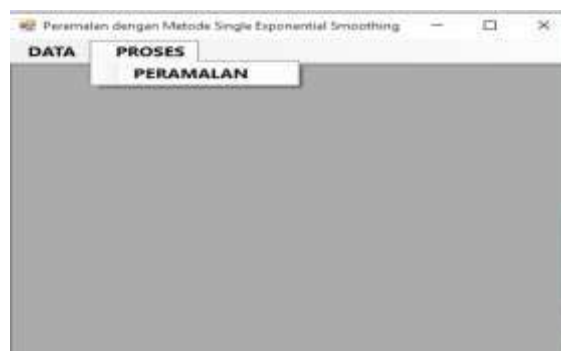 Peramalan dengan Metode Single Exponential Smoothing
DATA PROSES
PERAMALAN